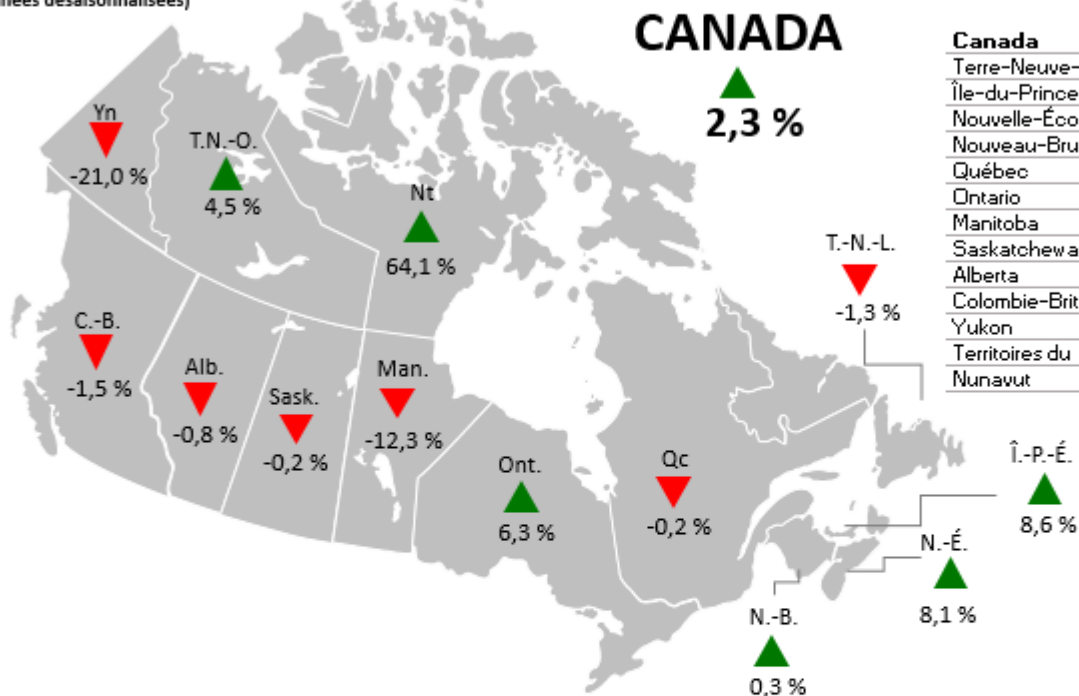 désaisonnalisées)
CANADA
2,3 %
Canada
Terre-Neuve-
Île-du-Prince
Nouvelle-Éco
Nouveau-Bru
Québec
Ontario
Manitoba
Saskatchewa
Alberta
Colombie-Brit
Yukon
Territoires du
Nunavut
Yn
-21,0 %
T.N.-O.
4,5 %
Nt
64,1 %
T.-N.-L.
-1,3 %
C.-B.
-1,5 %
Alb.
-0,8 %
Sask.
-0,2 %
Man.
-12,3 %
Ont.
6,3 %
Qc
-0,2 %
Î.-P.-É.
8,6 %
N.-É.
8,1 %
N.-B.
0,3 %